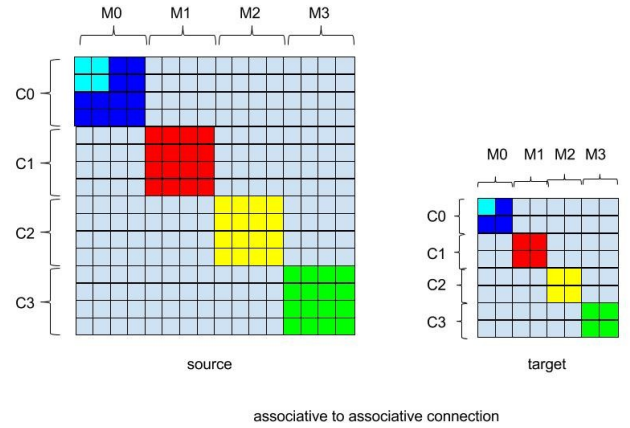 M0 M1 M2 M3
C0
C1
C2
C3
source
M0 M1 M2 M3
C0
C1
C2
C3
target
associative to associative connection